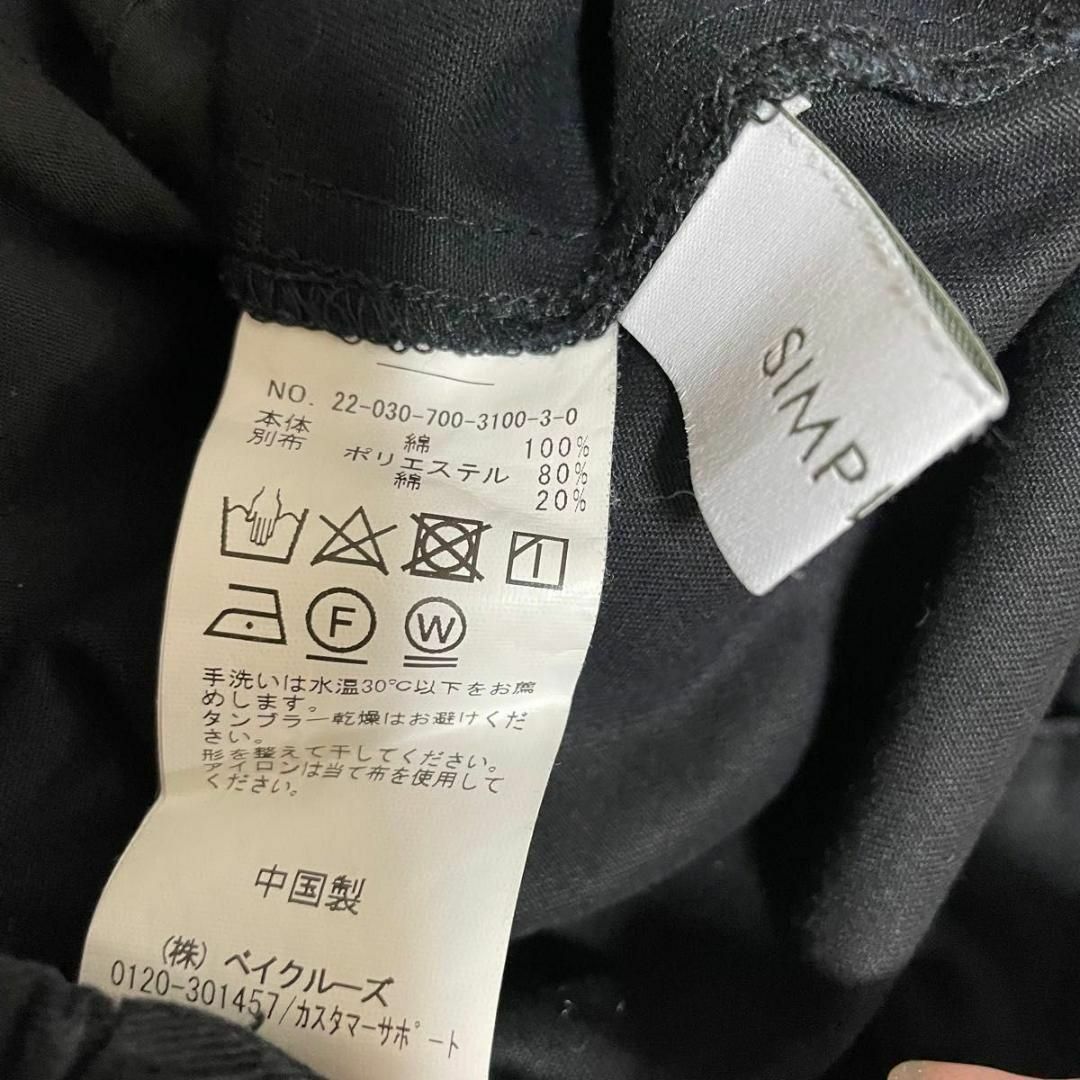 NO. 22-030-700-3100-3-0
本体 綿 100%
別布 ポリエステル 80%
綿 20%
F W
手洗いは水温30℃以下をお薦
めします。
タンブラー乾燥はお避けくだ
さい。
形を整えて干してください。
アイロンは当て布を使用して
ください。
中国製
(株) ベイクルーズ
0120-301457/カスタマーサポート
SIMPL